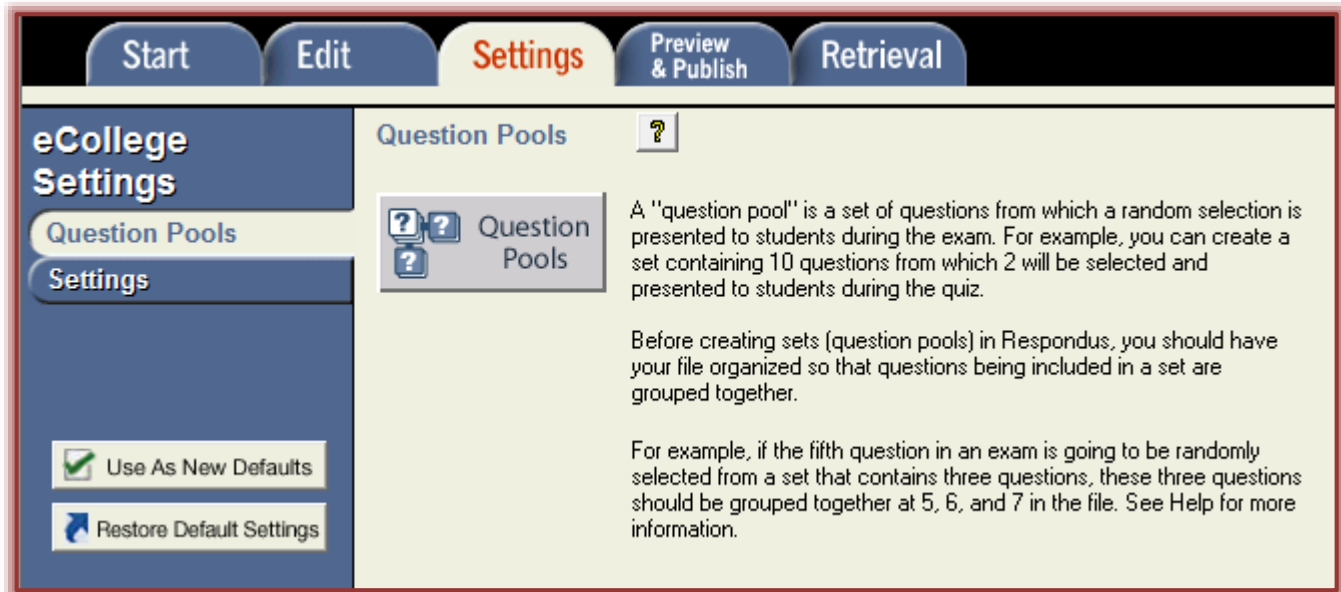 Start
Edit
Settings
Preview
& Publish
Retrieval
eCollege
Settings
Question Pools
Settings
Use As New Defaults
Restore Default Settings
Question Pools
?
? ? Question
? Pools
A "question pool" is a set of questions from which a random selection is
presented to students during the exam. For example, you can create a
set containing 10 questions from which 2 will be selected and
presented to students during the quiz.
Before creating sets (question pools) in Respondus, you should have
your file organized so that questions being included in a set are
grouped together.
For example, if the fifth question in an exam is going to be randomly
selected from a set that contains three questions, these three questions
should be grouped together at 5, 6, and 7 in the file. See Help for more
information.